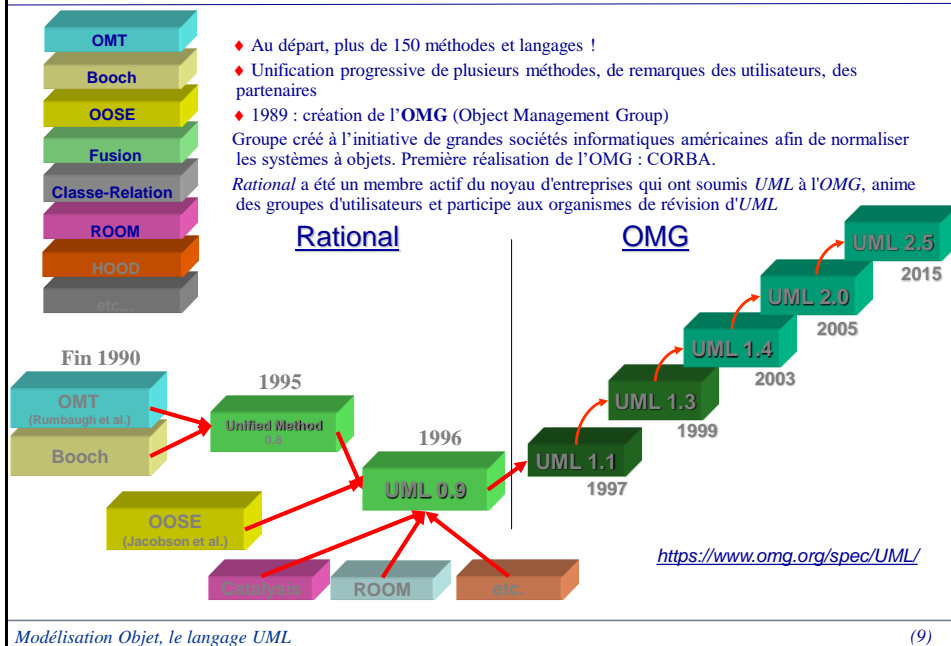 OMT
Booch
OOSE
Fusion
Classe-Relation
ROOM
HOOD
etc...
♦ Au départ, plus de 150 méthodes et langages !
♦ Unification progressive de plusieurs méthodes, de remarques des utilisateurs, des
partenaires
♦ 1989 : création de l'OMG (Object Management Group)
Groupe créé à l'initiative de grandes sociétés informatiques américaines afin de normaliser
les systèmes à objets. Première réalisation de l'OMG : CORBA.
Rational a été un membre actif du noyau d'entreprises qui ont soumis UML à l'OMG, anime
des groupes d'utilisateurs et participe aux organismes de révision d'UML
Rational
OMG
UML 2.5
2015
UML 2.0
2005
UML 1.4
2003
UML 1.3
1999
UML 1.1
1997
Fin 1990
OMT
(Rumbaugh et al.)
Booch
1995
Unified Method
0.8
1996
UML 0.9
OOSE
(Jacobson et al.)
Catalysis
ROOM
etc.
https://www.omg.org/spec/UML/
Modélisation Objet, le langage UML
(9)